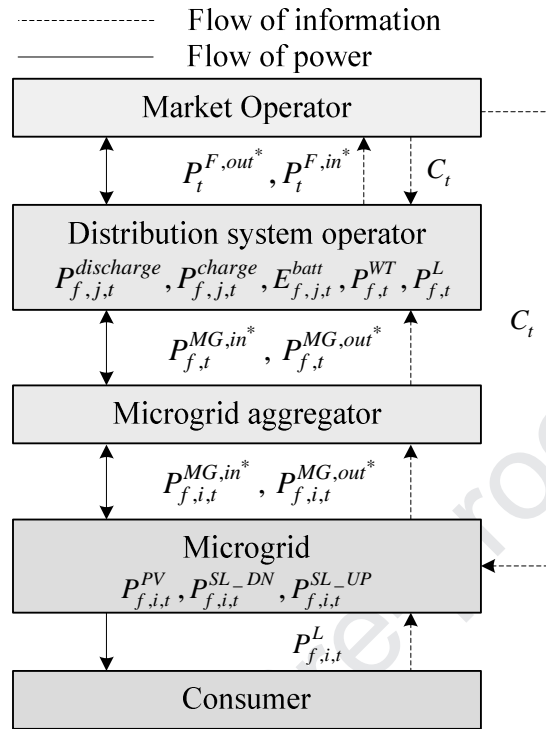 Flow of information
Flow of power
Market Operator
P_t^{F,out*}, P_t^{F,in*}
C_t
Distribution system operator
P_{f,j,t}^{discharge}, P_{f,j,t}^{charge}, E_{f,j,t}^{batt}, P_{f,t}^{WT}, P_{f,t}^{L}
C_t
P_{f,t}^{MG,in*}, P_{f,t}^{MG,out*}
Microgrid aggregator
P_{f,i,t}^{MG,in*}, P_{f,i,t}^{MG,out*}
Microgrid
P_{f,i,t}^{PV}, P_{f,i,t}^{SL_DN}, P_{f,i,t}^{SL_UP}
P_{f,i,t}^{L}
Consumer